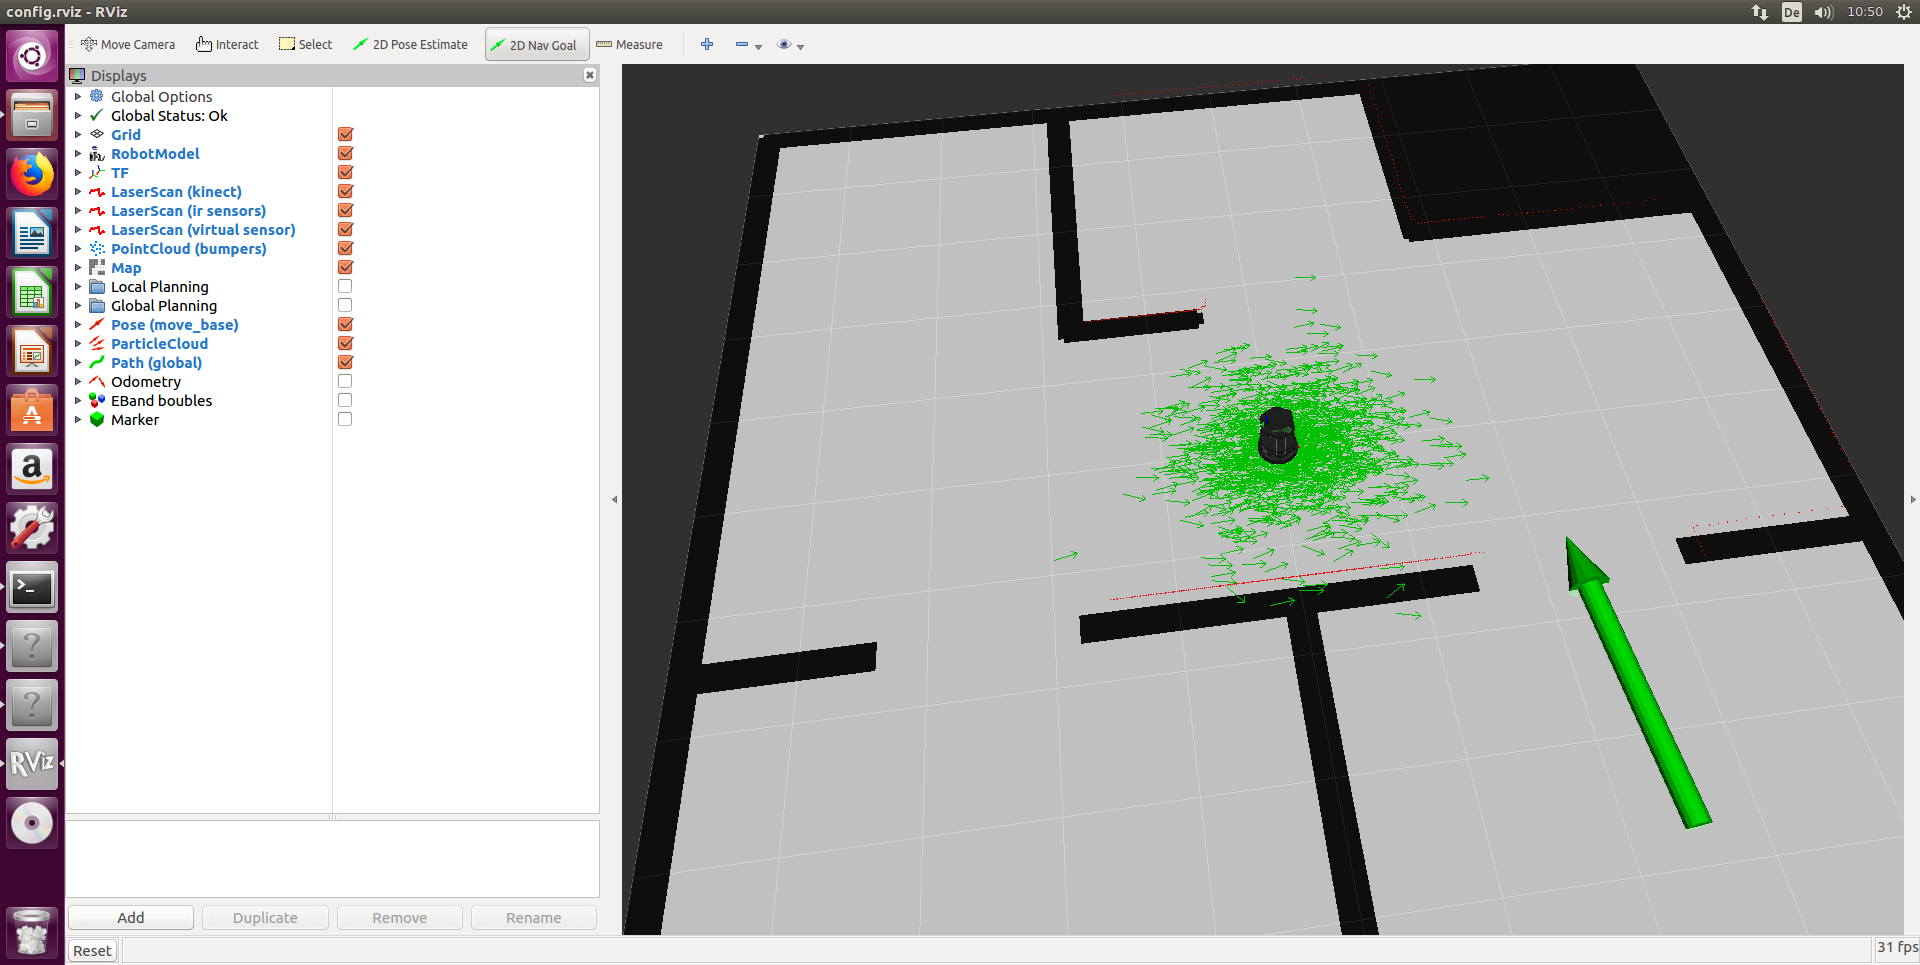 config.rviz - RViz
De
10:50
Move Camera
Interact
Select
2D Pose Estimate
2D Nav Goal
Measure
Displays
Global Options
Global Status: Ok
Grid
RobotModel
TF
LaserScan (kinect)
LaserScan (ir sensors)
LaserScan (virtual sensor)
PointCloud (bumpers)
Map
Local Planning
Global Planning
Pose (move_base)
ParticleCloud
Path (global)
Odometry
EBand boubles
Marker
RViz
Add
Duplicate
Remove
Rename
Reset
31 fps